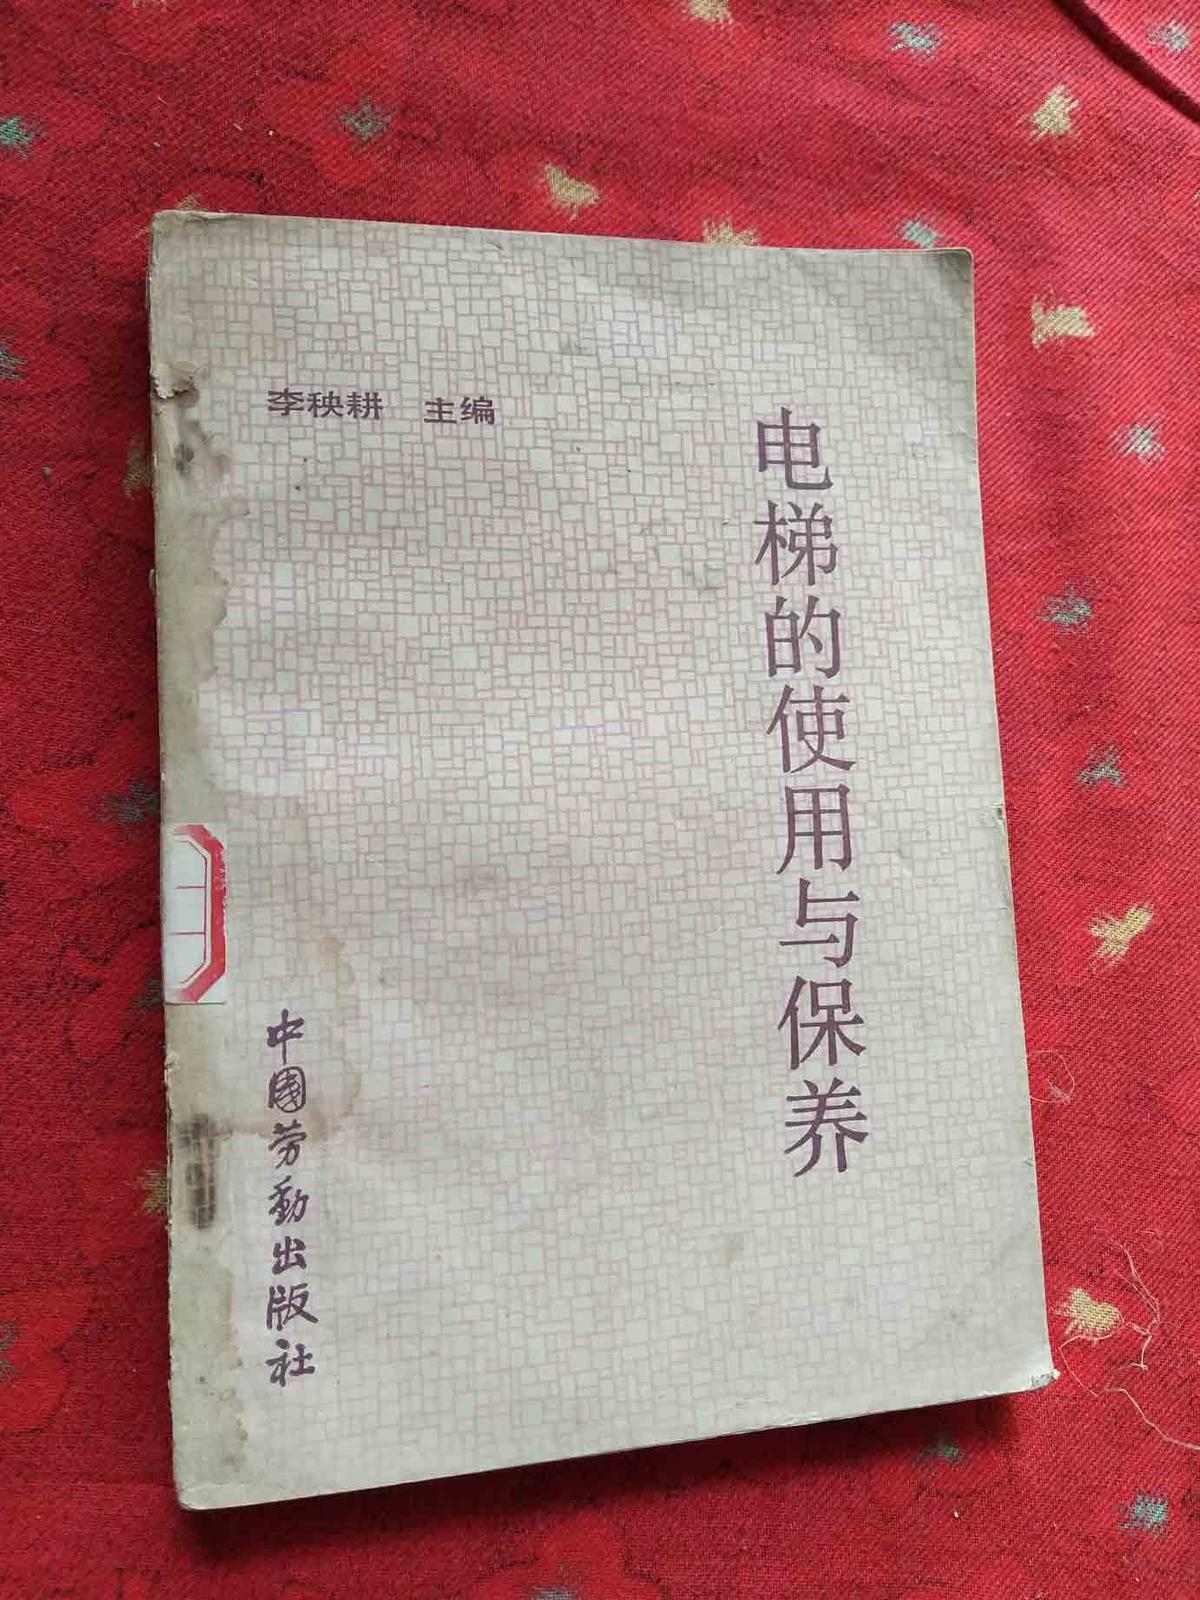 李秧耕 主编
电梯的使用与保养
中國劳動出版社